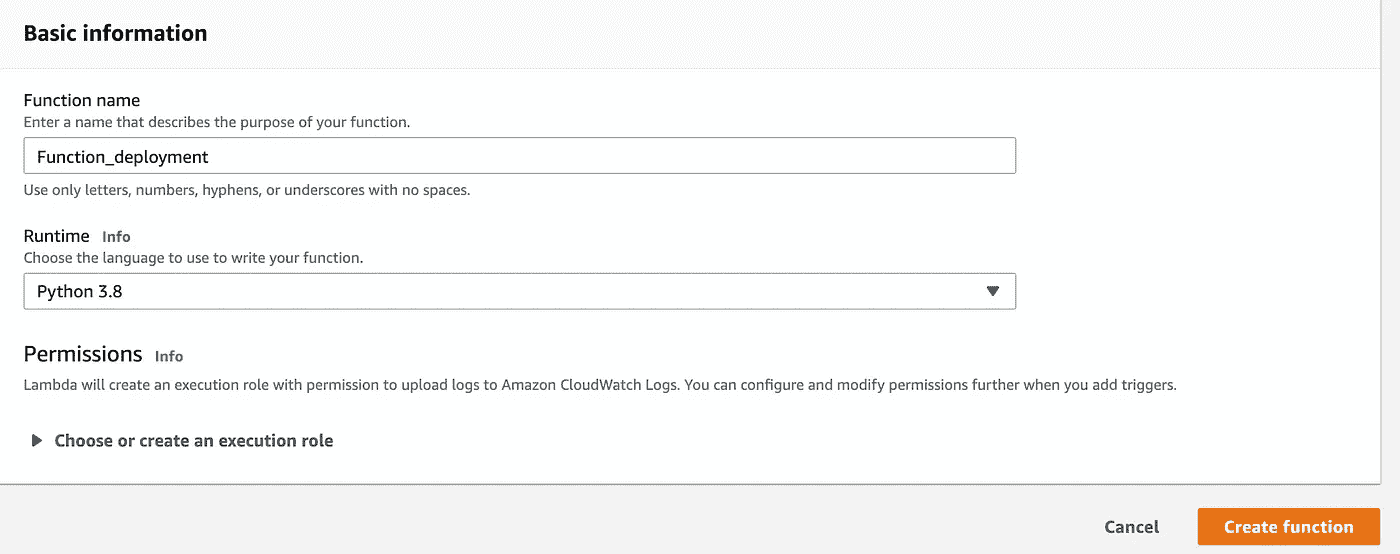 Basic information
Function name
Enter a name that describes the purpose of your function.
Function_deployment
Use only letters, numbers, hyphens, or underscores with no spaces.
Runtime Info
Choose the language to use to write your function.
Python 3.8
Permissions Info
Lambda will create an execution role with permission to upload logs to Amazon CloudWatch Logs. You can configure and modify permissions further when you add triggers.
Choose or create an execution role
Cancel Create function